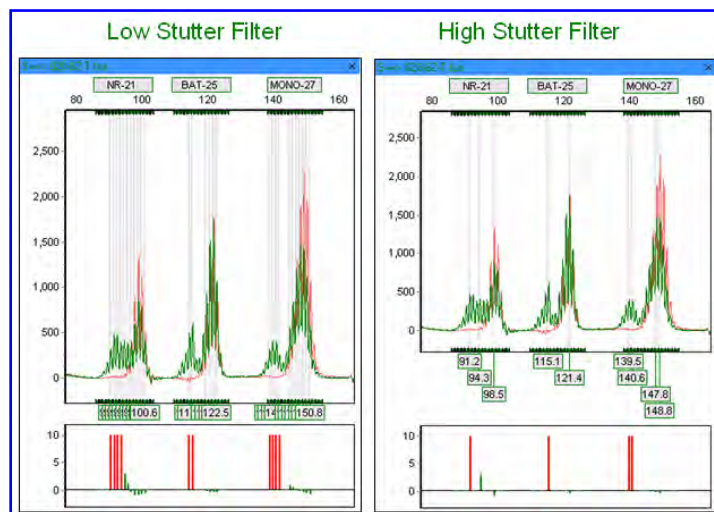 Low Stutter Filter
High Stutter Filter
NR-21 BAT-25 MONO-27
80 100 120 140 160
2,500
2,000
1,500
1,000
500
0
100.6 122.5 150.8
10
5
0
NR-21 BAT-25 MONO-27
80 100 120 140 160
2,500
2,000
1,500
1,000
500
0
91.2 115.1 139.5
94.3 121.4 140.6
98.5 147.8
148.8
10
5
0